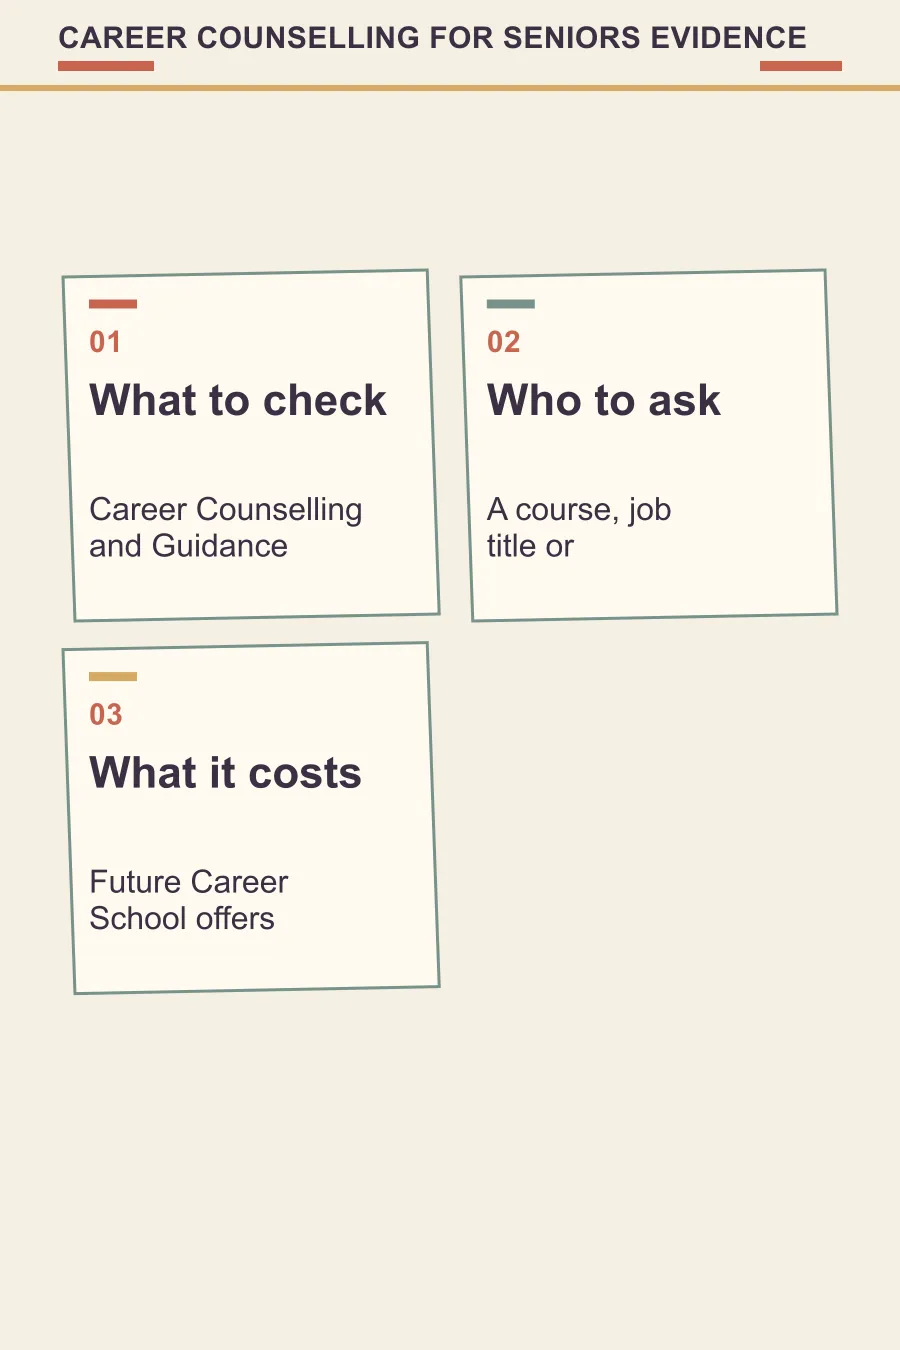 CAREER COUNSELLING FOR SENIORS EVIDENCE
01
What to check
Career Counselling
and Guidance
02
Who to ask
A course, job
title or
03
What it costs
Future Career
School offers